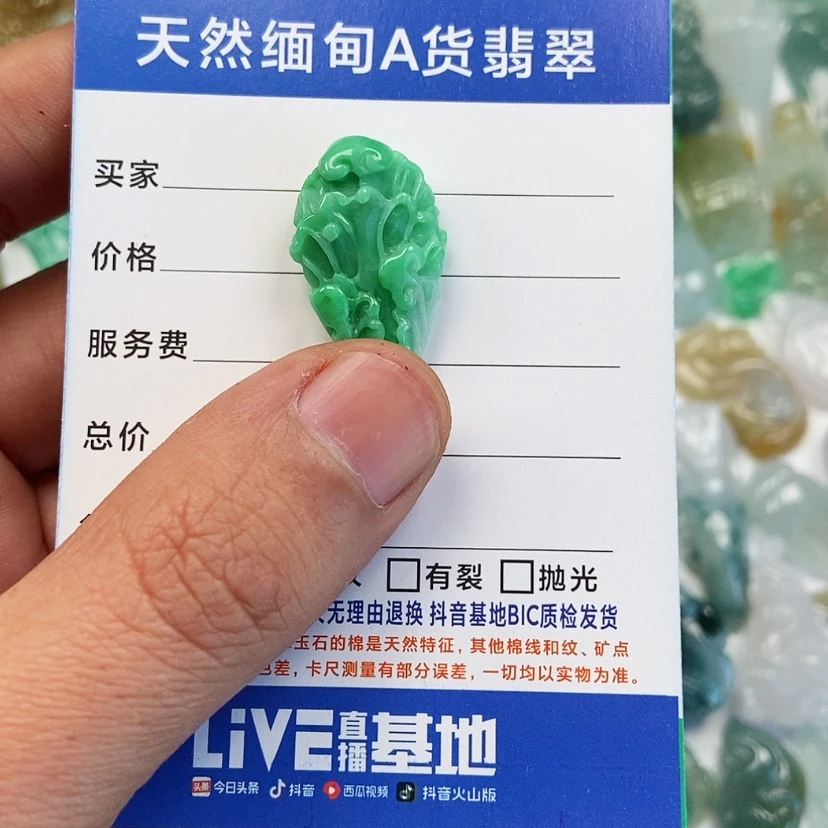 天然缅甸A货翡翠
买家
价格
服务费
总价
有裂 抛光
无理由退换 抖音基地BIC质检发货
玉石的棉是天然特征，其他棉线和纹、矿点
色差，卡尺测量有部分误差，一切均以实物为准。
LiVE直播基地
头条 今日头条 抖音 西瓜视频 抖音火山版